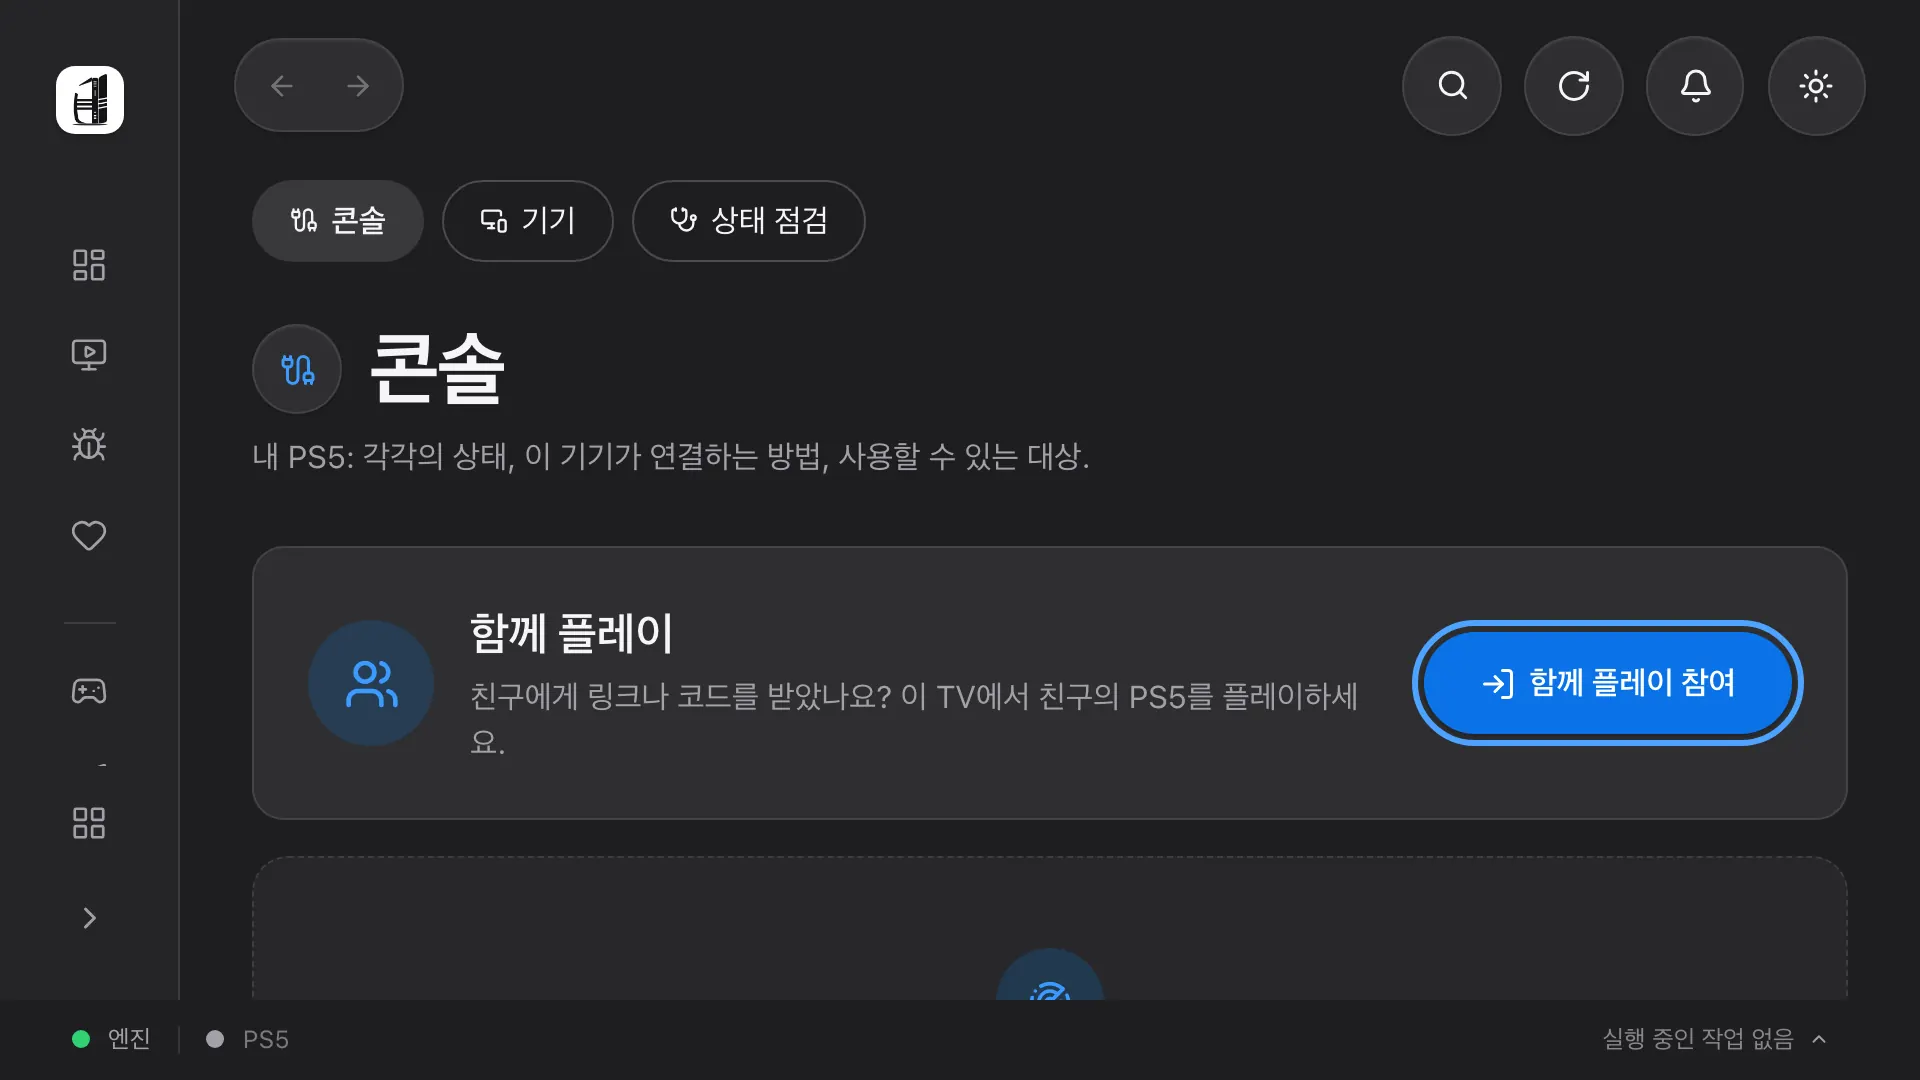 콘솔
기기
상태 점검
콘솔
내 PS5: 각각의 상태, 이 기기가 연결하는 방법, 사용할 수 있는 대상.
함께 플레이
친구에게 링크나 코드를 받았나요? 이 TV에서 친구의 PS5를 플레이하세
요.
함께 플레이 참여
엔진
PS5
실행 중인 작업 없음